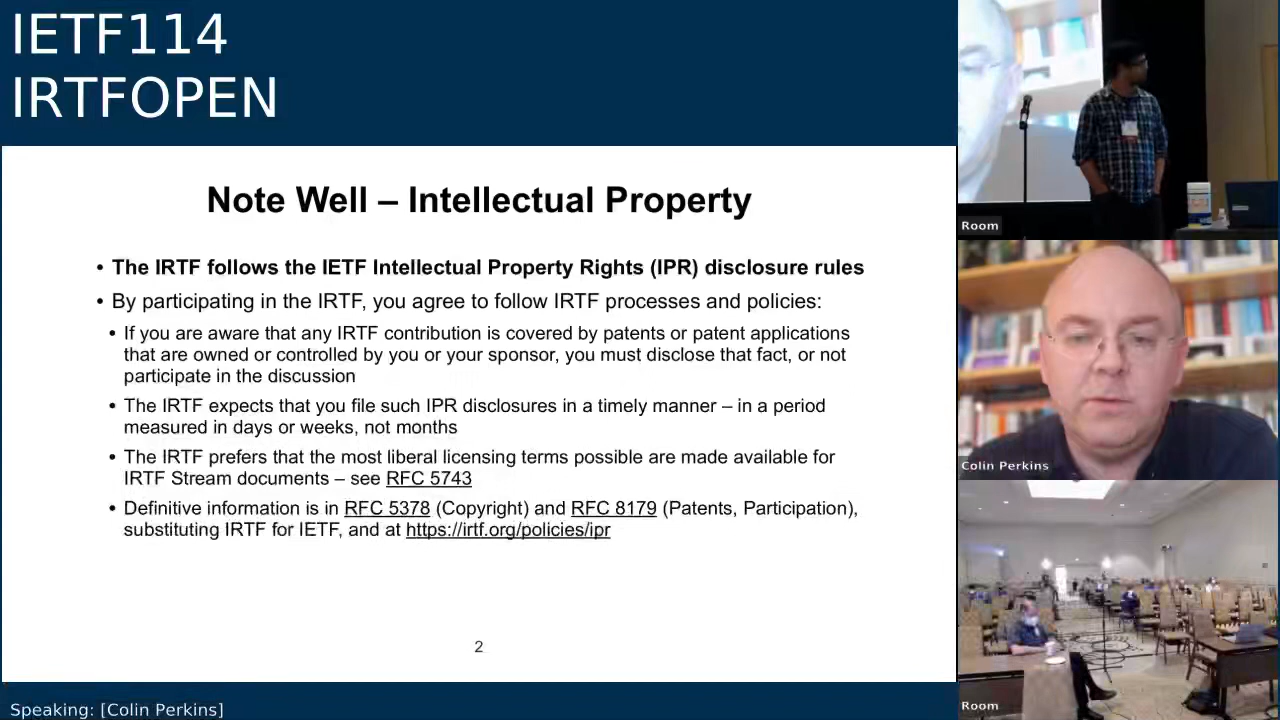 IETF114
IRTFOPEN
Note Well – Intellectual Property
• The IRTF follows the IETF Intellectual Property Rights (IPR) disclosure rules
• By participating in the IRTF, you agree to follow IRTF processes and policies:
• If you are aware that any IRTF contribution is covered by patents or patent applications
that are owned or controlled by you or your sponsor, you must disclose that fact, or not
participate in the discussion
• The IRTF expects that you file such IPR disclosures in a timely manner – in a period
measured in days or weeks, not months
• The IRTF prefers that the most liberal licensing terms possible are made available for
IRTF Stream documents – see RFC 5743
• Definitive information is in RFC 5378 (Copyright) and RFC 8179 (Patents, Participation),
substituting IRTF for IETF, and at https://irtf.org/policies/ipr
2
Speaking: [Colin Perkins]
Room
Colin Perkins
Room